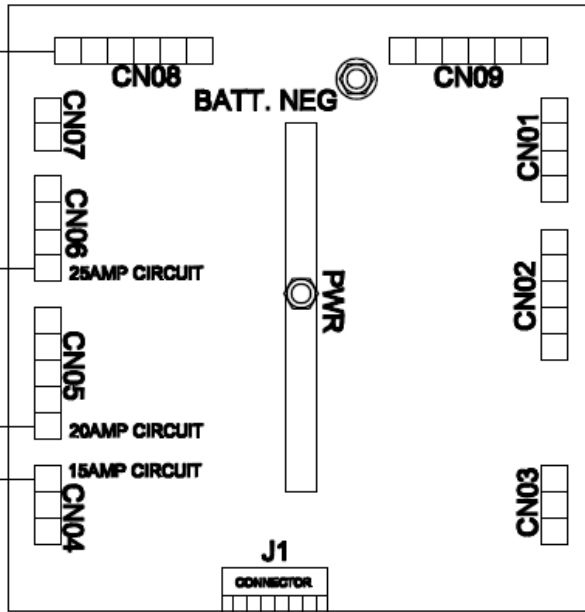 CN08
CN09
BATT. NEG
CN07
CN01
CN06
25AMP CIRCUIT
PWR
CN02
CN05
20AMP CIRCUIT
15AMP CIRCUIT
CN04
CN03
J1
CONNECTOR